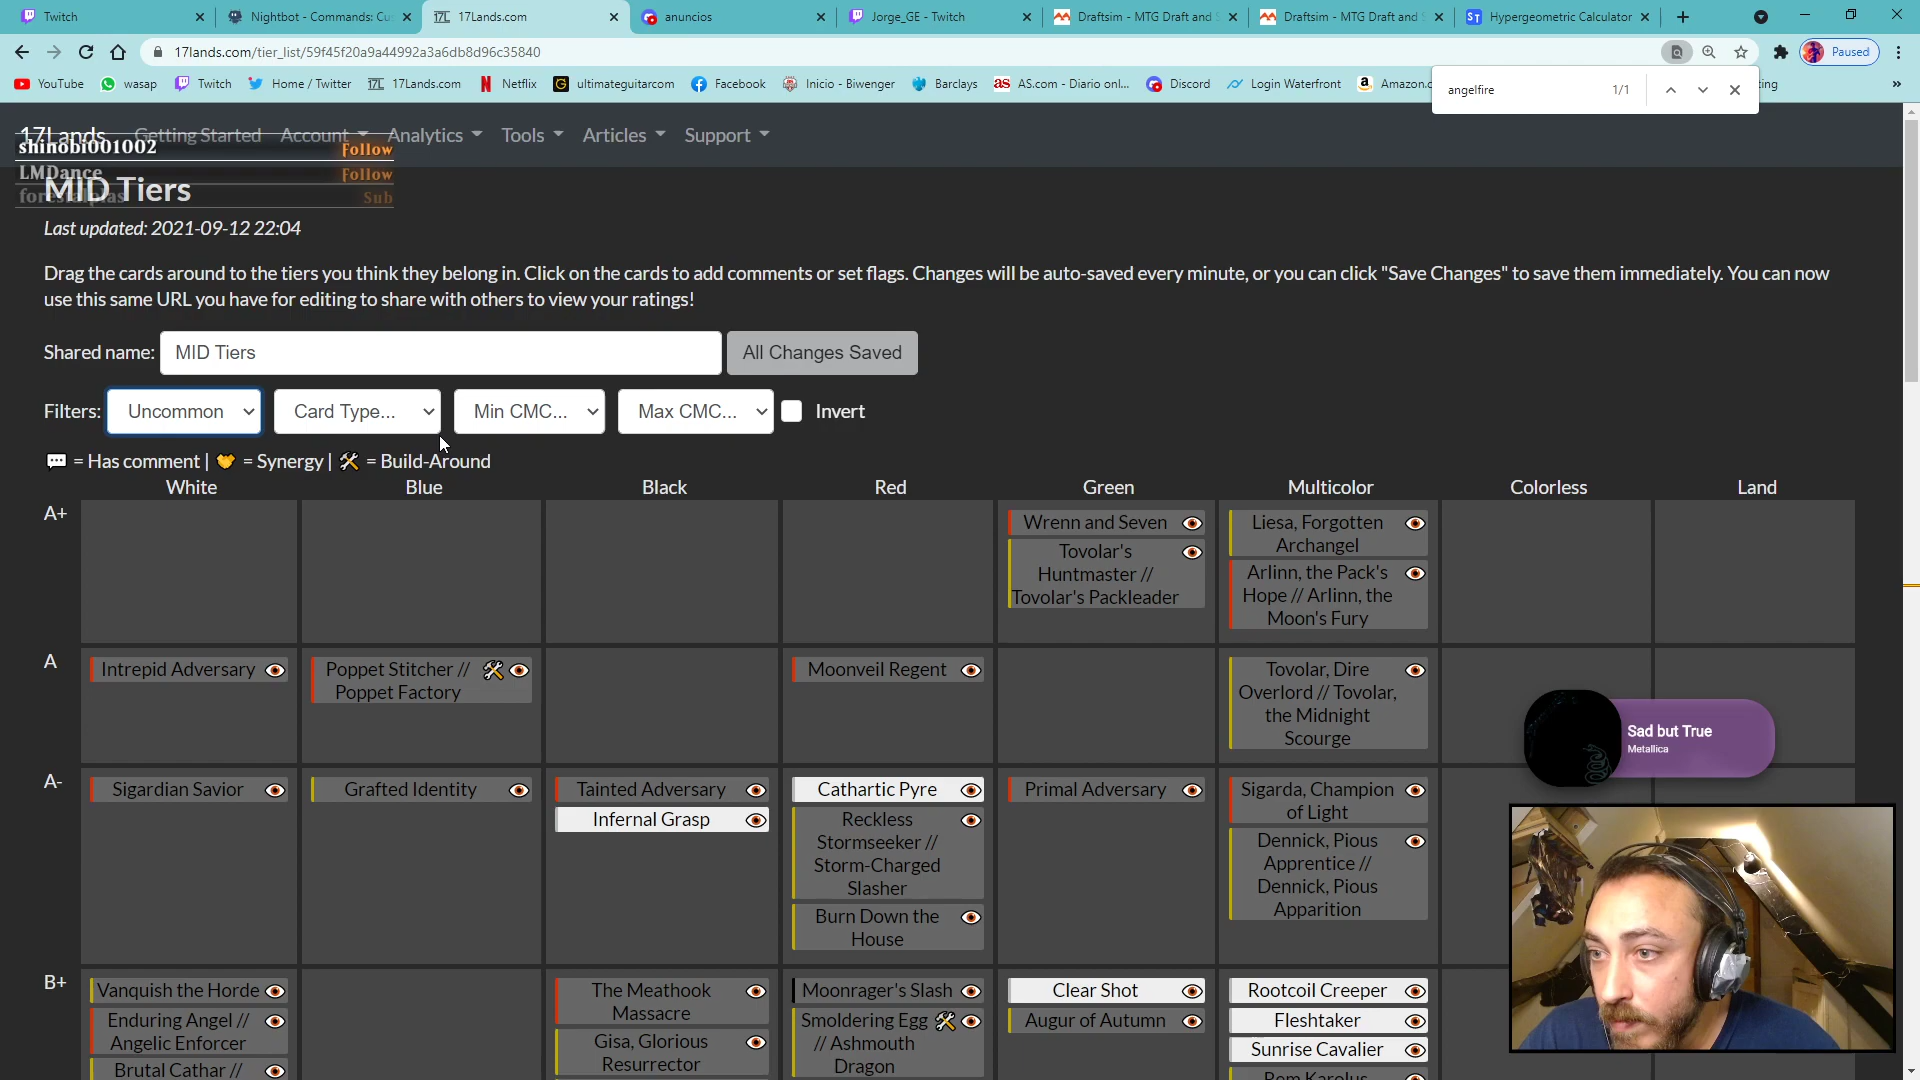 Twitch
Nightbot - Commands: Cu
17Lands.com
anuncios
Jorge_GE - Twitch
Draftsim - MTG Draft and S
Draftsim - MTG Draft and S
Hypergeometric Calculator
17lands.com/tier_list/59f45f20a9a44992a3a6db8d96c35840
Paused
YouTube
wasap
Twitch
Home / Twitter
17Lands.com
Netflix
ultimateguitarcom
Facebook
Inicio - Biwenger
Barclays
AS.com - Diario onl...
Discord
Login Waterfront
Amazon.c
ing
angelfire 1/1
17Lands Getting Started Account Analytics Tools Articles Support
shinobi001002 Follow
LMDance Follow
Sub
MID Tiers
Last updated: 2021-09-12 22:04
Drag the cards around to the tiers you think they belong in. Click on the cards to add comments or set flags. Changes will be auto-saved every minute, or you can click "Save Changes" to save them immediately. You can now
use this same URL you have for editing to share with others to view your ratings!
Shared name: MID Tiers All Changes Saved
Filters: Uncommon Card Type... Min CMC... Max CMC... Invert
= Has comment | = Synergy | = Build-Around
White Blue Black Red Green Multicolor Colorless Land
A+
Wrenn and Seven
Tovolar's
Huntmaster //
Tovolar's Packleader
Liesa, Forgotten
Archangel
Arlinn, the Pack's
Hope // Arlinn, the
Moon's Fury
A
Intrepid Adversary
Poppet Stitcher //
Poppet Factory
Moonveil Regent
Tovolar, Dire
Overlord // Tovolar,
the Midnight
Scourge
Sad but True
Metallica
A-
Sigardian Savior
Grafted Identity
Tainted Adversary
Infernal Grasp
Cathartic Pyre
Reckless
Stormseeker //
Storm-Charged
Slasher
Burn Down the
House
Primal Adversary
Sigarda, Champion
of Light
Dennick, Pious
Apprentice //
Dennick, Pious
Apparition
B+
Vanquish the Horde
Enduring Angel //
Angelic Enforcer
Brutal Cathar //
The Meathook
Massacre
Gisa, Glorious
Resurrector
Moonrager's Slash
Smoldering Egg
// Ashmouth
Dragon
Clear Shot
Augur of Autumn
Rootcoil Creeper
Fleshtaker
Sunrise Cavalier
Rem Karolus